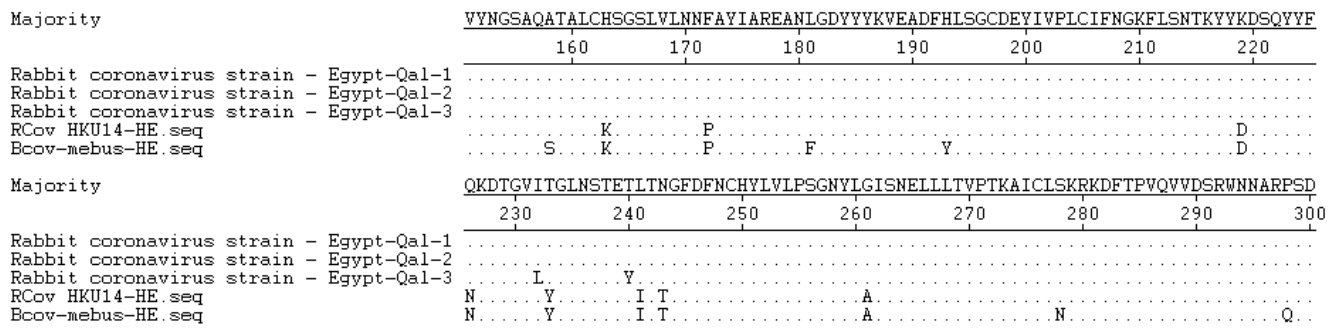 Majority VYNGSAQATALCHSGSLVLNNFAYIAREANLGDYYYKVEADFHLSGCDEYIVPLCIFNGKFLSNTKYYKDSQYYF
160 170 180 190 200 210 220
Rabbit coronavirus strain - Egypt-Qal-1 ...........................................................................
Rabbit coronavirus strain - Egypt-Qal-2 ...........................................................................
Rabbit coronavirus strain - Egypt-Qal-3 ...........................................................................
RCov HKU14-HE.seq ............K........P..............................................D......
Bcov-mebus-HE.seq .......S....K........P........F...........Y.........................D......
Majority QKDTGVITGLNSTETLTNGFDFNCHYLVLPSGNYLGISNELLLTVPTKAICLSKRKDFTPVQVVDSRWNNARPSD
230 240 250 260 270 280 290 300
Rabbit coronavirus strain - Egypt-Qal-1 ...........................................................................
Rabbit coronavirus strain - Egypt-Qal-2 ...........................................................................
Rabbit coronavirus strain - Egypt-Qal-3 ......L.......Y............................................................
RCov HKU14-HE.seq N......Y.......I.T.................A.......................................
Bcov-mebus-HE.seq N......Y.......I.T.................A................N...................Q..